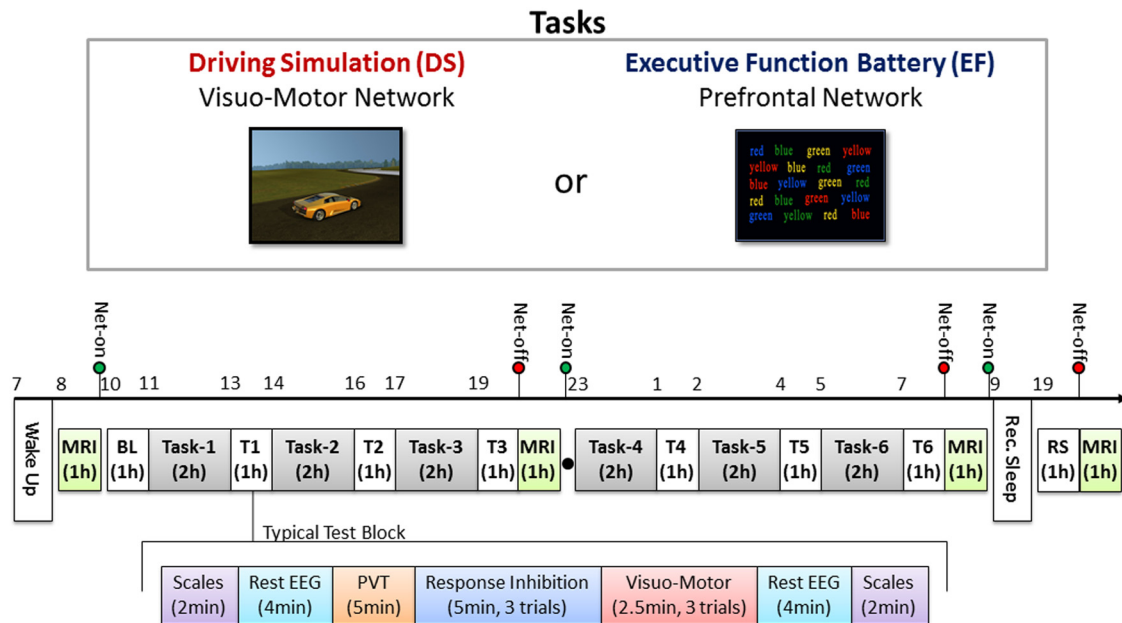 Tasks
Driving Simulation (DS)
Visuo-Motor Network
or
Executive Function Battery (EF)
Prefrontal Network
red blue green yellow
yellow blue red green
blue yellow green red
red blue green yellow
green yellow red blue
Net-on
Net-off
Net-on
Net-off
Net-on
Net-off
7 8 10 11 13 14 16 17 19 23 1 2 4 5 7 9 19
Wake Up
MRI (1h)
BL (1h)
Task-1 (2h)
T1 (1h)
Task-2 (2h)
T2 (1h)
Task-3 (2h)
T3 (1h)
MRI (1h)
Task-4 (2h)
T4 (1h)
Task-5 (2h)
T5 (1h)
Task-6 (2h)
T6 (1h)
MRI (1h)
Rec. Sleep
RS (1h)
MRI (1h)
Typical Test Block
Scales
(2min)
Rest EEG
(4min)
PVT
(5min)
Response Inhibition
(5min, 3 trials)
Visuo-Motor
(2.5min, 3 trials)
Rest EEG
(4min)
Scales
(2min)